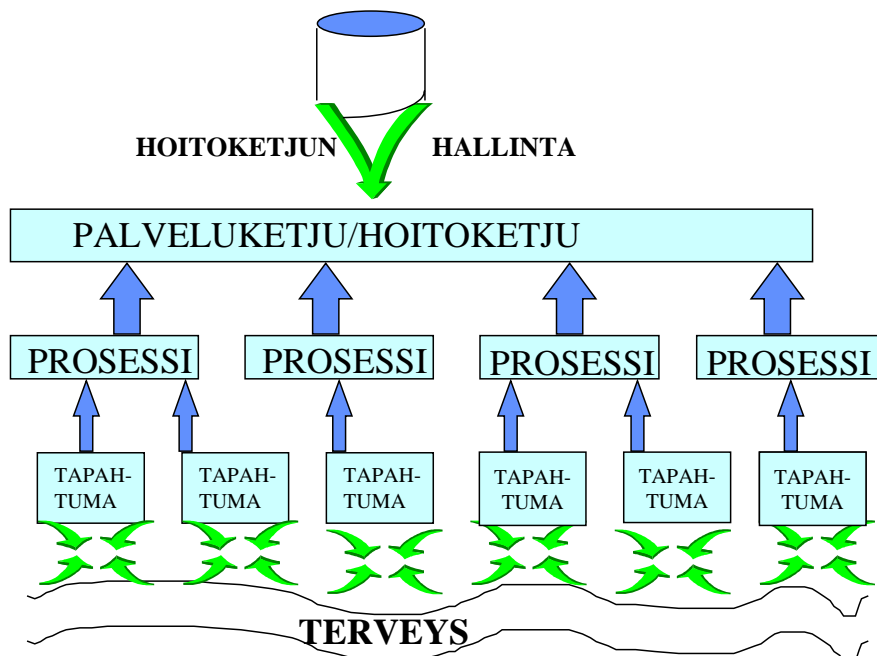 HOITOKETJUN HALLINTA
PALVELUKETJU/HOITOKETJU
PROSESSI PROSESSI PROSESSI PROSESSI
TAPAH- TAPAH- TAPAH- TAPAH- TAPAH- TAPAH-
TUMA TUMA TUMA TUMA TUMA TUMA
TERVEYS